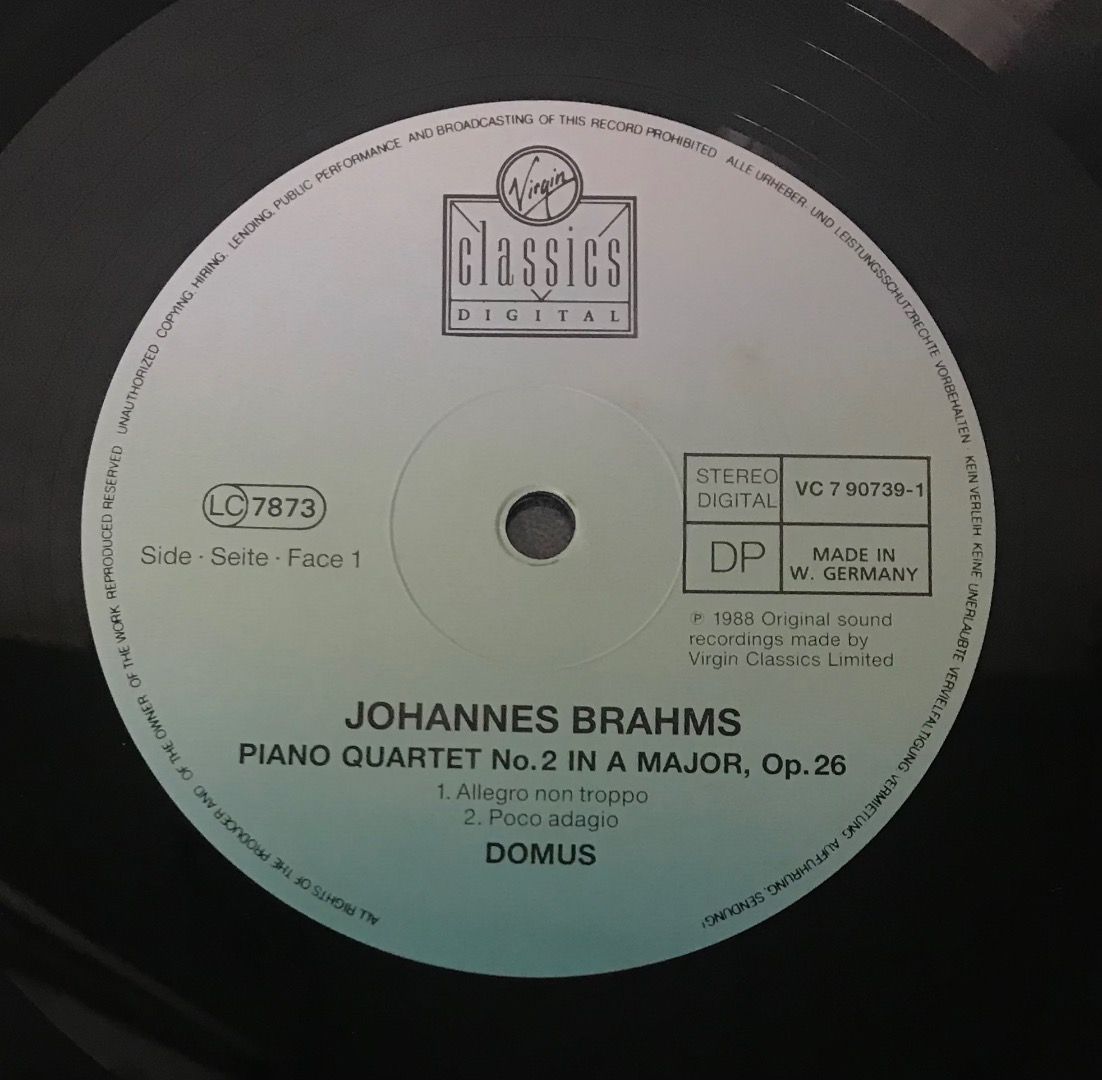 ALL RIGHTS OF THE PRODUCER AND OF THE OWNER OF THE WORK REPRODUCED RESERVED UNAUTHORIZED COPYING, HIRING, LENDING, PUBLIC PERFORMANCE AND BROADCASTING OF THIS RECORD PROHIBITED ALLE URHEBER- UND LEISTUNGSSCHUTZRECHTE VORBEHALTEN · KEIN VERLEIH KEINE UNERLAUBTE VERVIELFÄLTIGUNG, VERMIETUNG, AUFFÜHRUNG, SENDUNG!
Virgin
classics
DIGITAL
LC 7873
Side · Seite · Face 1
STEREO
DIGITAL
VC 7 90739-1
DP
MADE IN
W. GERMANY
℗ 1988 Original sound
recordings made by
Virgin Classics Limited
JOHANNES BRAHMS
PIANO QUARTET No. 2 IN A MAJOR, Op. 26
1. Allegro non troppo
2. Poco adagio
DOMUS